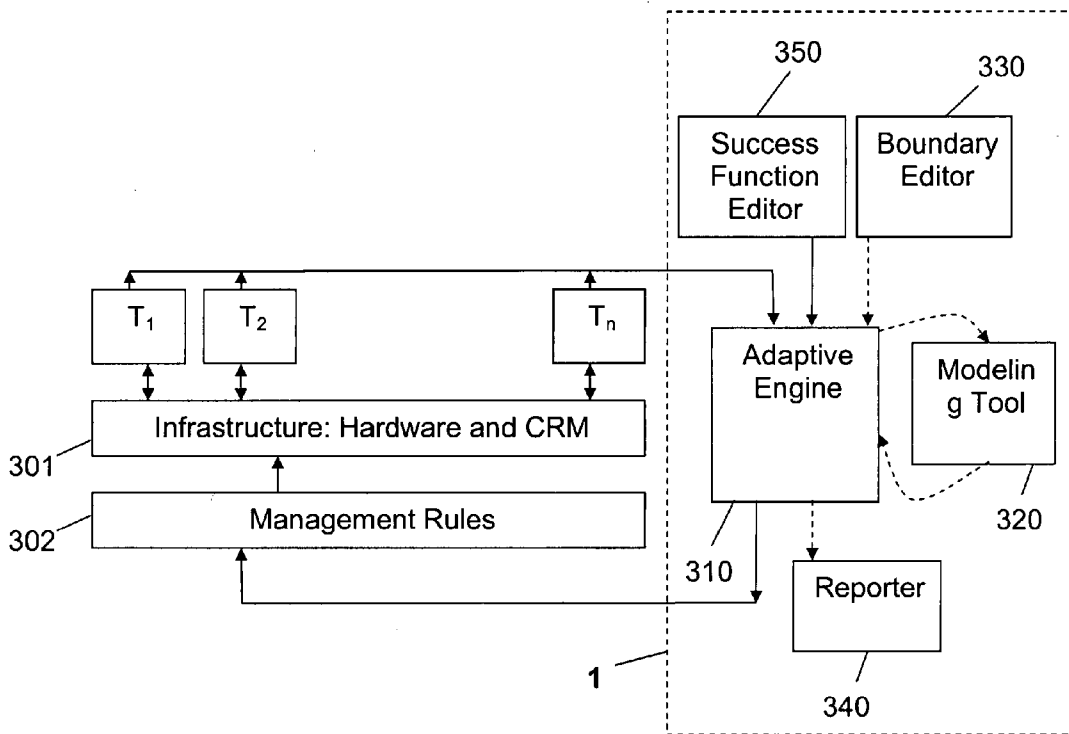 350
330
Success
Function
Editor
Boundary
Editor
T1
T2
Tn
Adaptive
Engine
Modelin
g Tool
Infrastructure: Hardware and CRM
301
Management Rules
302
310
320
Reporter
1
340